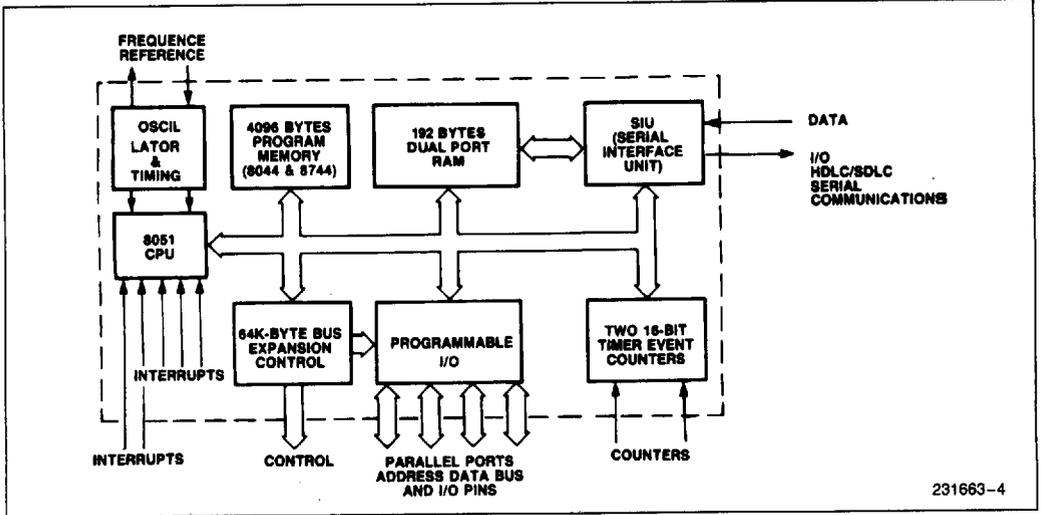 FREQUENCE
REFERENCE
OSCIL
LATOR
&
TIMING
4096 BYTES
PROGRAM
MEMORY
(8044 & 8744)
192 BYTES
DUAL PORT
RAM
SIU
(SERIAL
INTERFACE
UNIT)
DATA
I/O
HDLC/SDLC
SERIAL
COMMUNICATIONS
8051
CPU
64K-BYTE BUS
EXPANSION
CONTROL
PROGRAMMABLE
I/O
TWO 16-BIT
TIMER EVENT
COUNTERS
INTERRUPTS
INTERRUPTS
CONTROL
PARALLEL PORTS
ADDRESS DATA BUS
AND I/O PINS
COUNTERS
231663-4